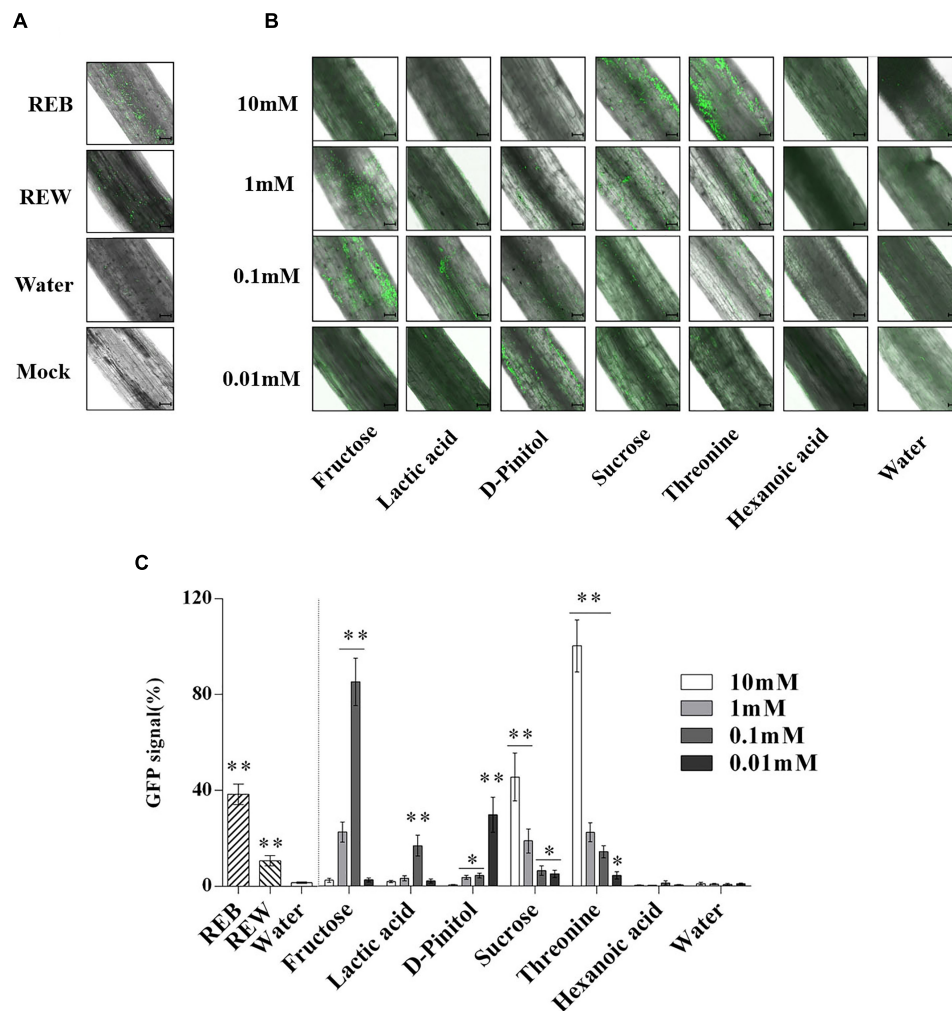 A
B
REB
REW
Water
Mock
10mM
1mM
0.1mM
0.01mM
Fructose
Lactic acid
D-Pinitol
Sucrose
Threonine
Hexanoic acid
Water
C
GFP signal(%)
120
80
40
0
**
**
**
**
*
**
**
*
**
*
10mM
1mM
0.1mM
0.01mM
REB
REW
Water
Fructose
Lactic acid
D-Pinitol
Sucrose
Threonine
Hexanoic acid
Water